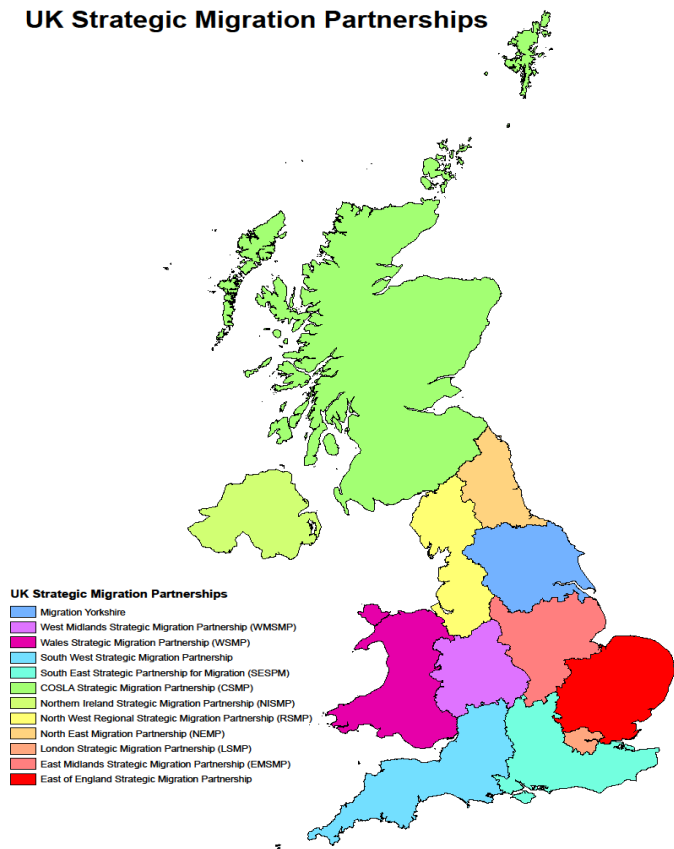 UK Strategic Migration Partnerships
UK Strategic Migration Partnerships
Migration Yorkshire
West Midlands Strategic Migration Partnership (WMSMP)
Wales Strategic Migration Partnership (WSMP)
South West Strategic Migration Partnership
South East Strategic Partnership for Migration (SESPM)
COSLA Strategic Migration Partnership (CSMP)
Northern Ireland Strategic Migration Partnership (NISMP)
North West Regional Strategic Migration Partnership (RSMP)
North East Migration Partnership (NEMP)
London Strategic Migration Partnership (LSMP)
East Midlands Strategic Migration Partnership (EMSMP)
East of England Strategic Migration Partnership